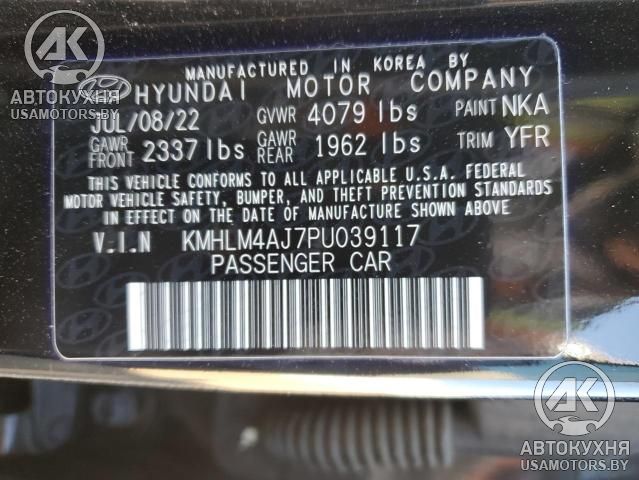 MANUFACTURED IN KOREA BY
HYUNDAI MOTOR COMPANY
JUL/08/22 GVWR 4079 lbs PAINT NKA
GAWR FRONT 2337 lbs GAWR REAR 1962 lbs TRIM YFR
THIS VEHICLE CONFORMS TO ALL APPLICABLE U.S.A. FEDERAL
MOTOR VEHICLE SAFETY, BUMPER, AND THEFT PREVENTION STANDARDS
IN EFFECT ON THE DATE OF MANUFACTURE SHOWN ABOVE.
V.I.N KMHLM4AJ7PU039117
PASSENGER CAR
АК
АВТОКУХНЯ
USAMOTORS.BY
АК
АВТОКУХНЯ
USAMOTORS.BY